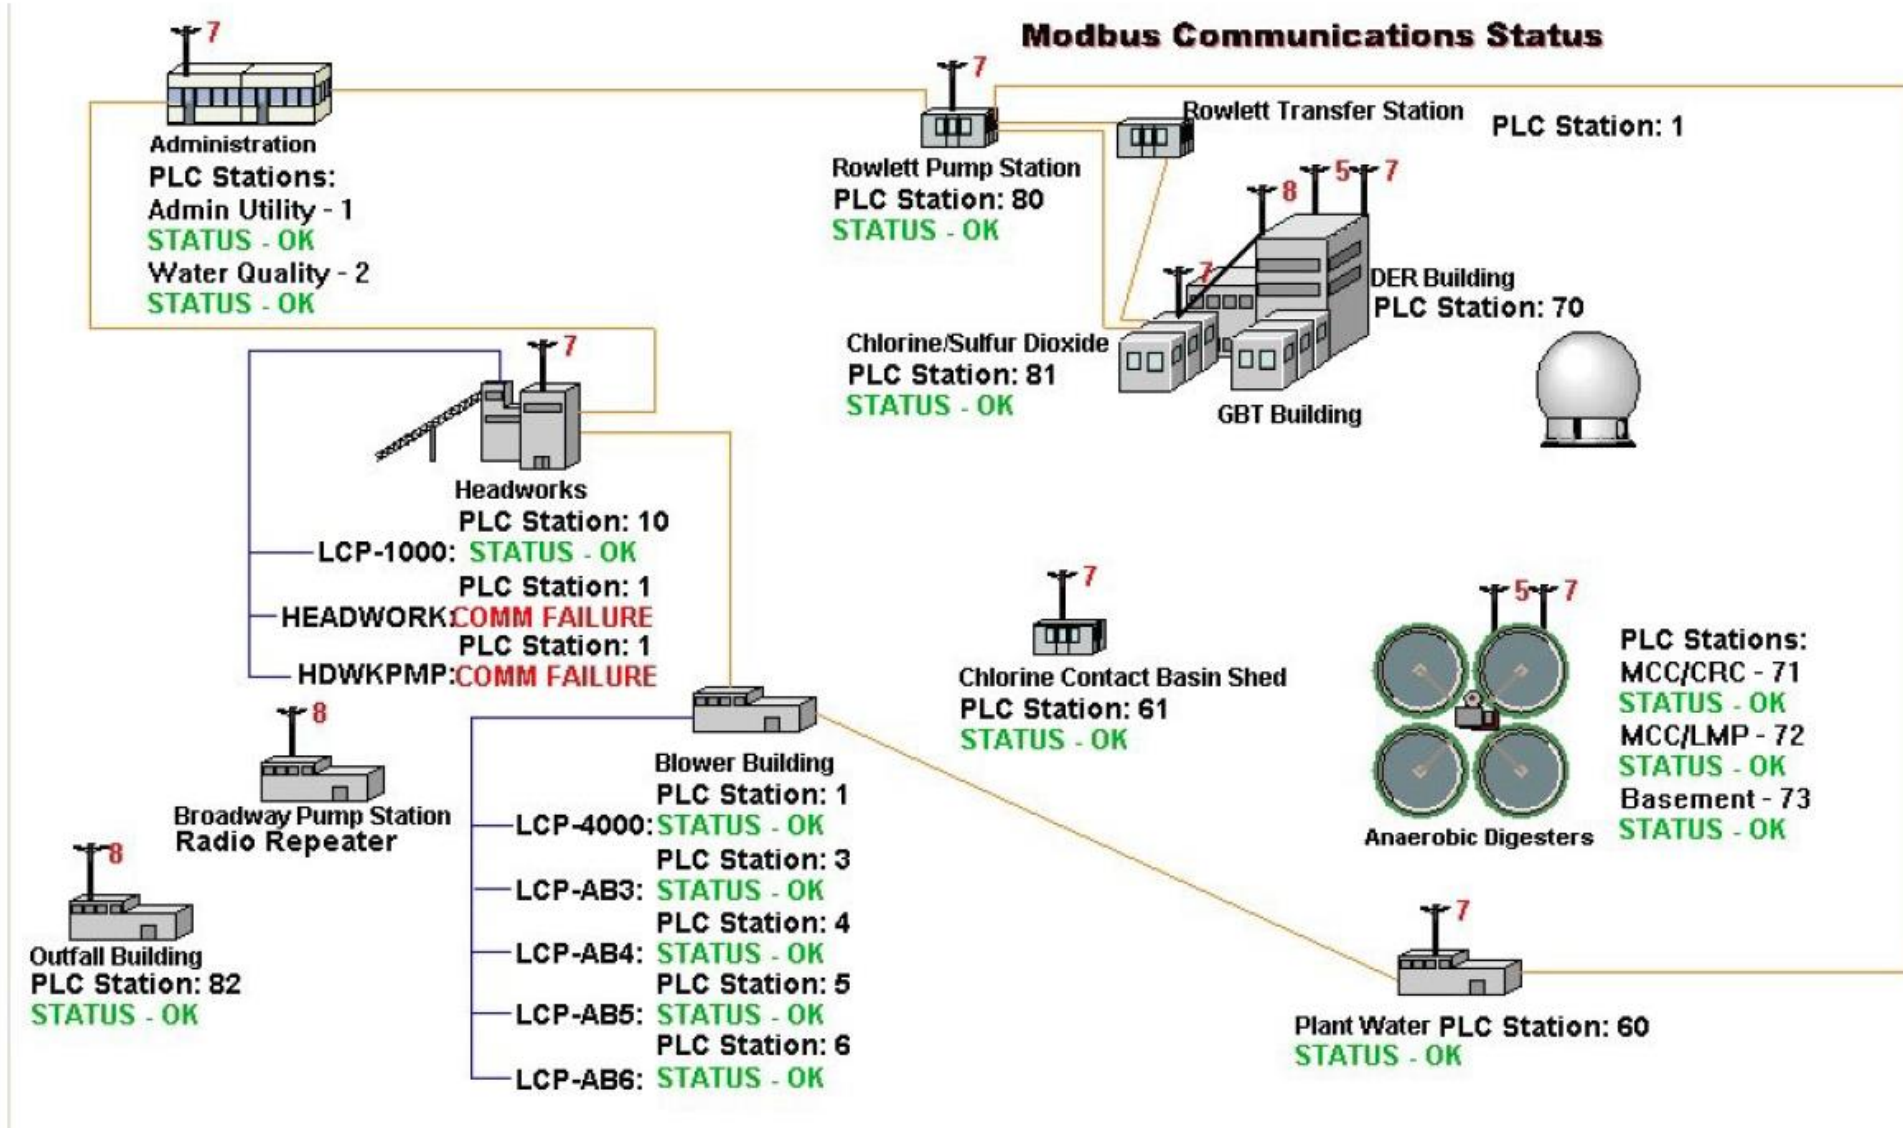 Modbus Communications Status
7
Administration
PLC Stations:
Admin Utility - 1
STATUS - OK
Water Quality - 2
STATUS - OK
7
Rowlett Pump Station
PLC Station: 80
STATUS - OK
Rowlett Transfer Station
PLC Station: 1
8
5
7
DER Building
PLC Station: 70
7
Chlorine/Sulfur Dioxide
PLC Station: 81
STATUS - OK
GBT Building
7
Headworks
PLC Station: 10
LCP-1000: STATUS - OK
PLC Station: 1
HEADWORK: COMM FAILURE
PLC Station: 1
HDWKPMP: COMM FAILURE
8
Broadway Pump Station
Radio Repeater
8
Outfall Building
PLC Station: 82
STATUS - OK
Blower Building
PLC Station: 1
LCP-4000: STATUS - OK
PLC Station: 3
LCP-AB3: STATUS - OK
PLC Station: 4
LCP-AB4: STATUS - OK
PLC Station: 5
LCP-AB5: STATUS - OK
PLC Station: 6
LCP-AB6: STATUS - OK
7
Chlorine Contact Basin Shed
PLC Station: 61
STATUS - OK
5
7
Anaerobic Digesters
PLC Stations:
MCC/CRC - 71
STATUS - OK
MCC/LMP - 72
STATUS - OK
Basement - 73
STATUS - OK
7
Plant Water PLC Station: 60
STATUS - OK